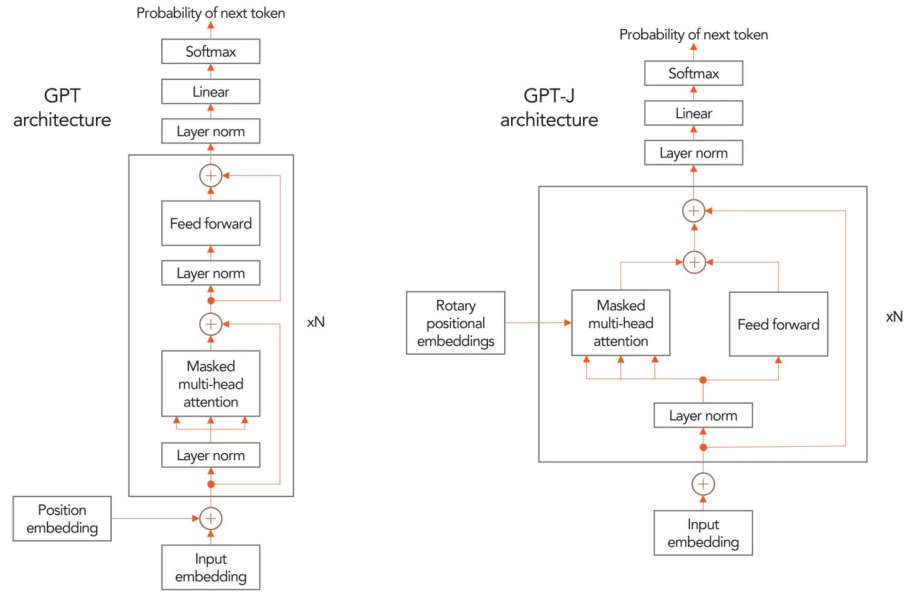 Probability of next token
Softmax
Linear
Layer norm
GPT
architecture
Feed forward
Layer norm
xN
Masked
multi-head
attention
Layer norm
Position
embedding
Input
embedding
Probability of next token
Softmax
Linear
Layer norm
GPT-J
architecture
Rotary
positional
embeddings
Masked
multi-head
attention
Feed forward
xN
Layer norm
Input
embedding